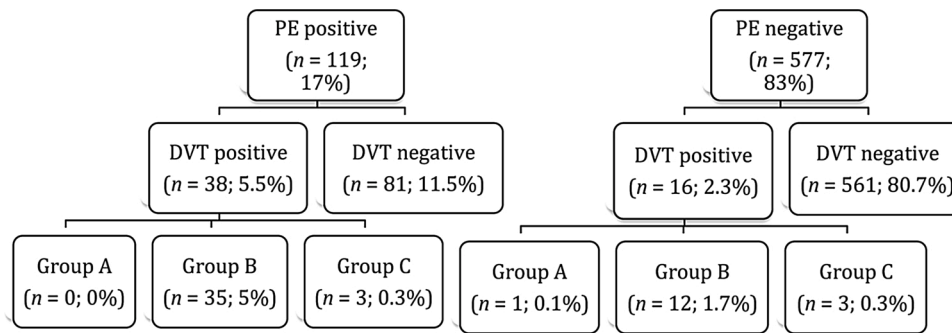 PE positive
(n = 119;
17%)
PE negative
(n = 577;
83%)
DVT positive
(n = 38; 5.5%)
DVT negative
(n = 81; 11.5%)
DVT positive
(n = 16; 2.3%)
DVT negative
(n = 561; 80.7%)
Group A
(n = 0; 0%)
Group B
(n = 35; 5%)
Group C
(n = 3; 0.3%)
Group A
(n = 1; 0.1%)
Group B
(n = 12; 1.7%)
Group C
(n = 3; 0.3%)